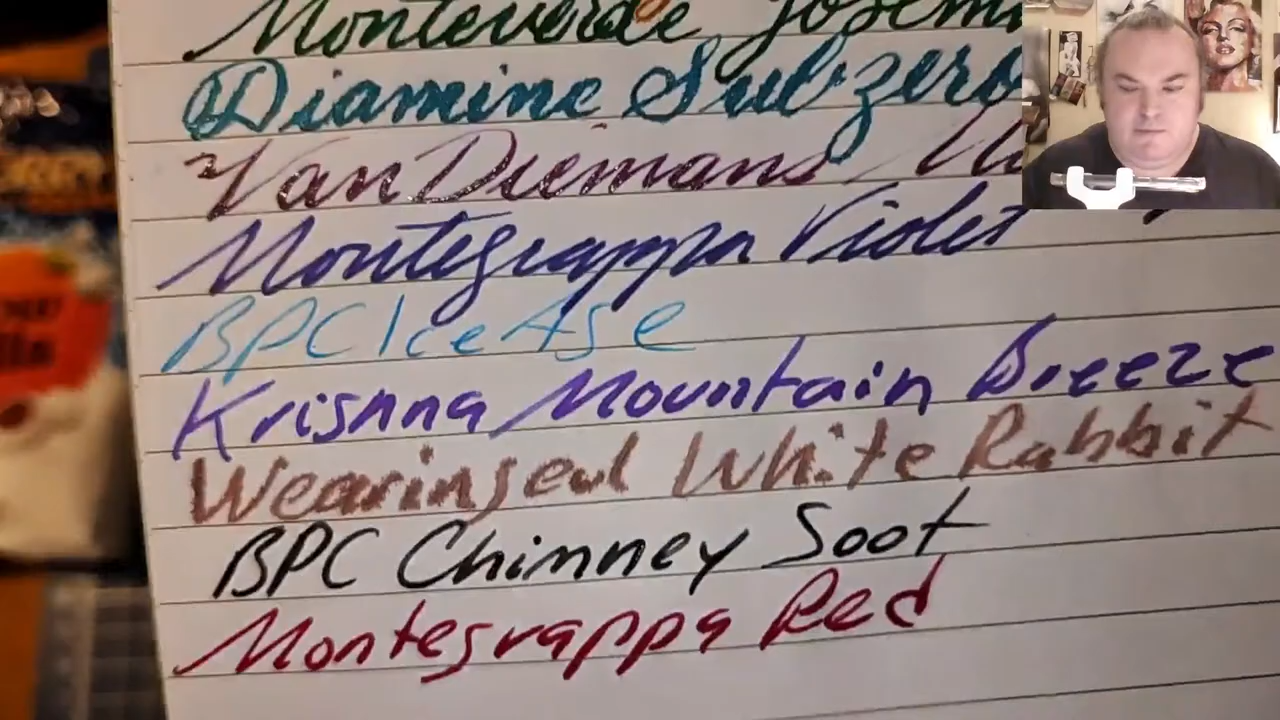 Monteverde
Diamine Subzero
Van Diemans
Montegrappa Violet
BPC Ice Age
Krishna Mountain Breeze
Wearingeul White Rabbit
BPC Chimney Soot
Montegrappa Red